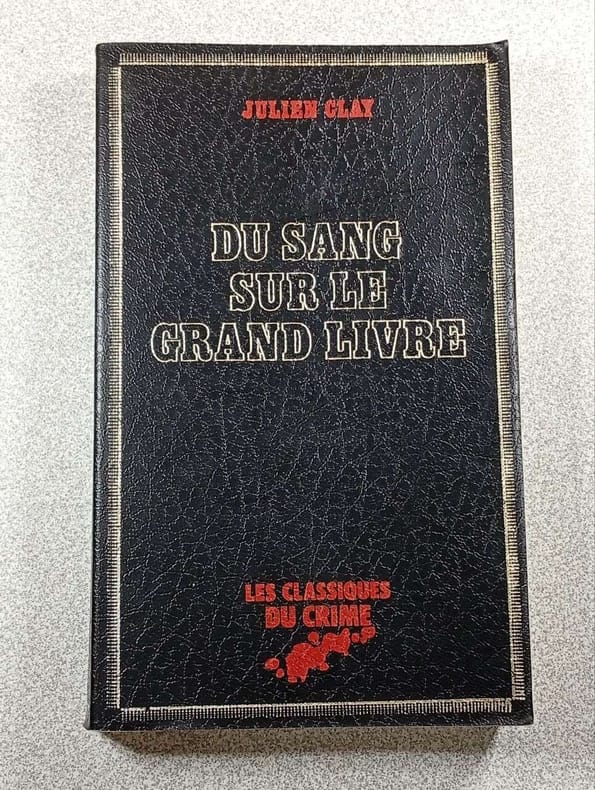 JULIEN CLAY
DU SANG
SUR LE
GRAND LIVRE
LES CLASSIQUES
DU CRIME